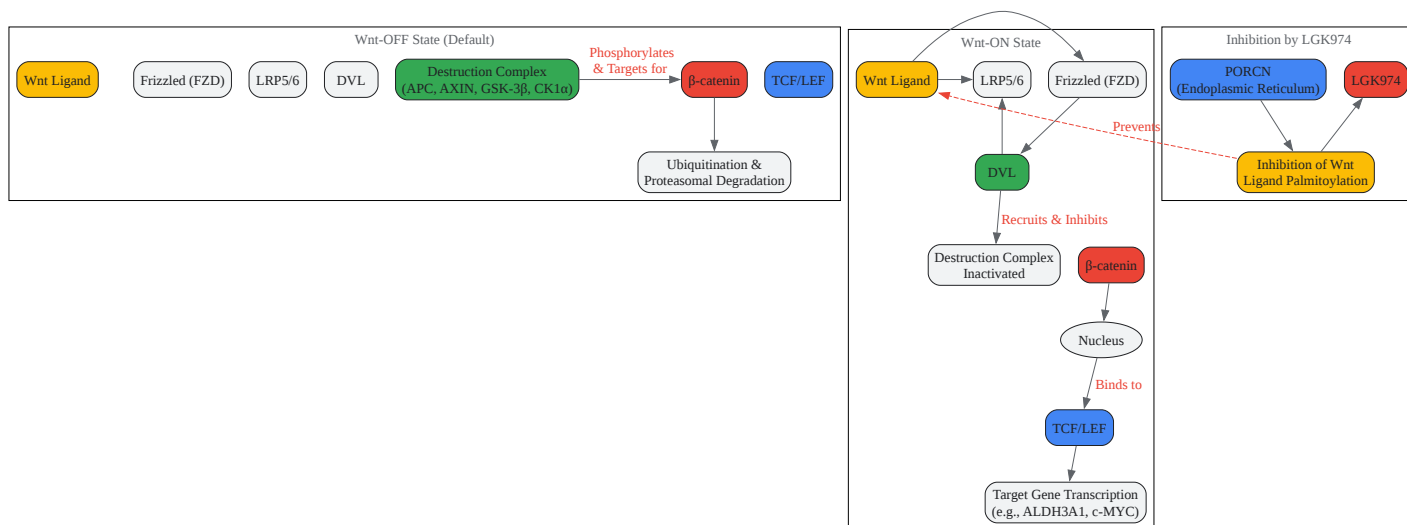 Wnt-OFF State (Default)
Wnt Ligand
Frizzled (FZD)
LRP5/6
DVL
Destruction Complex
(APC, AXIN, GSK-3β, CK1α)
Phosphorylates
& Targets for
β-catenin
TCF/LEF
Ubiquitination &
Proteasomal Degradation
Wnt-ON State
Wnt Ligand
LRP5/6
Frizzled (FZD)
DVL
Recruits & Inhibits
Destruction Complex
Inactivated
β-catenin
Nucleus
Binds to
TCF/LEF
Target Gene Transcription
(e.g., ALDH3A1, c-MYC)
Inhibition by LGK974
PORCN
(Endoplasmic Reticulum)
LGK974
Prevents
Inhibition of Wnt
Ligand Palmitoylation